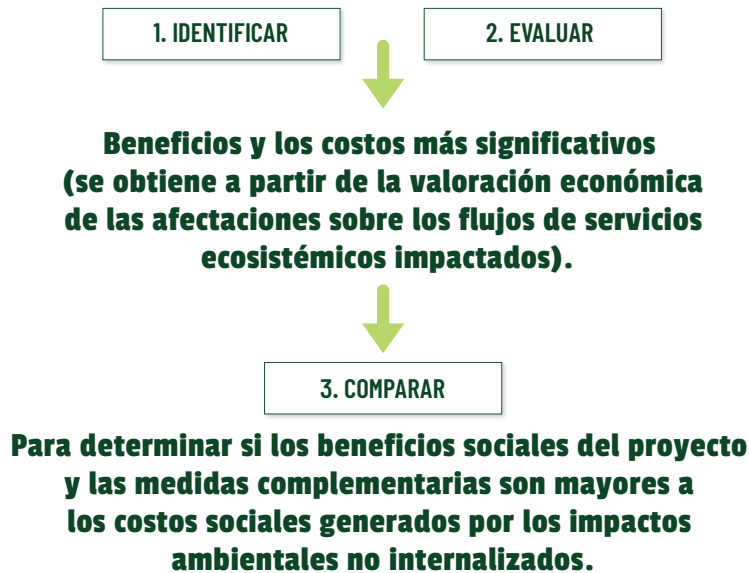 1. IDENTIFICAR
2. EVALUAR
Beneficios y los costos más significativos
(se obtiene a partir de la valoración económica
de las afectaciones sobre los flujos de servicios
ecosistémicos impactados).
3. COMPARAR
Para determinar si los beneficios sociales del proyecto
y las medidas complementarias son mayores a
los costos sociales generados por los impactos
ambientales no internalizados.